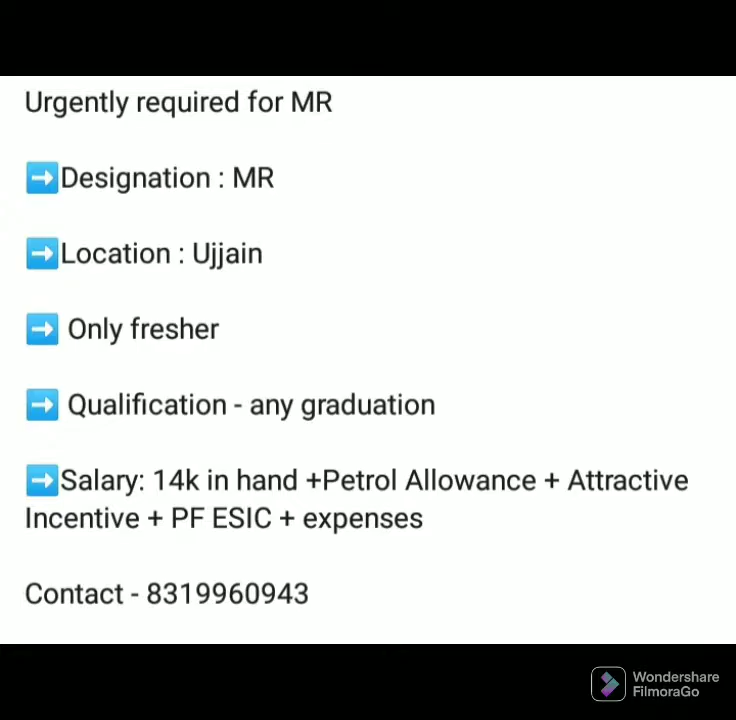 Urgently required for MR
➡️Designation : MR
➡️Location : Ujjain
➡️ Only fresher
➡️ Qualification - any graduation
➡️Salary: 14k in hand +Petrol Allowance + Attractive
Incentive + PF ESIC + expenses
Contact - 8319960943
Wondershare
FilmoraGo